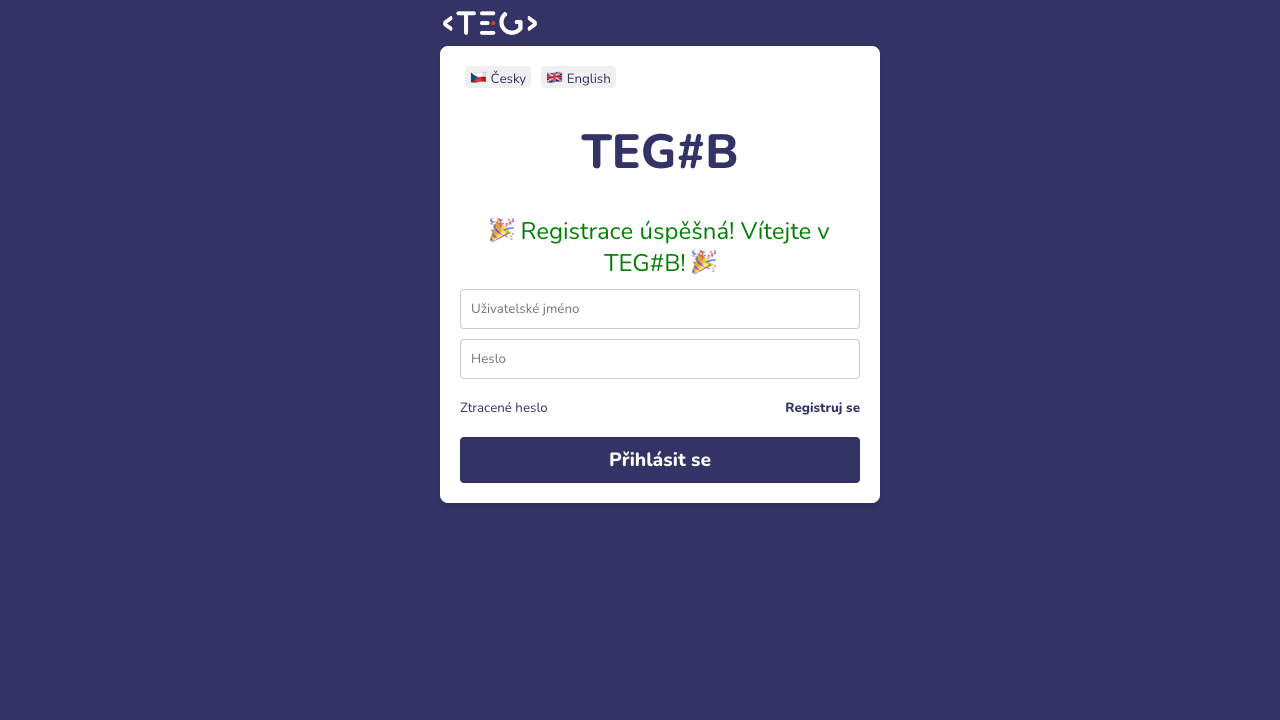 <TEG>
Česky English
TEG#B
🎉 Registrace úspěšná! Vítejte v
TEG#B! 🎉
Uživatelské jméno
Heslo
Ztracené heslo Registruj se
Přihlásit se